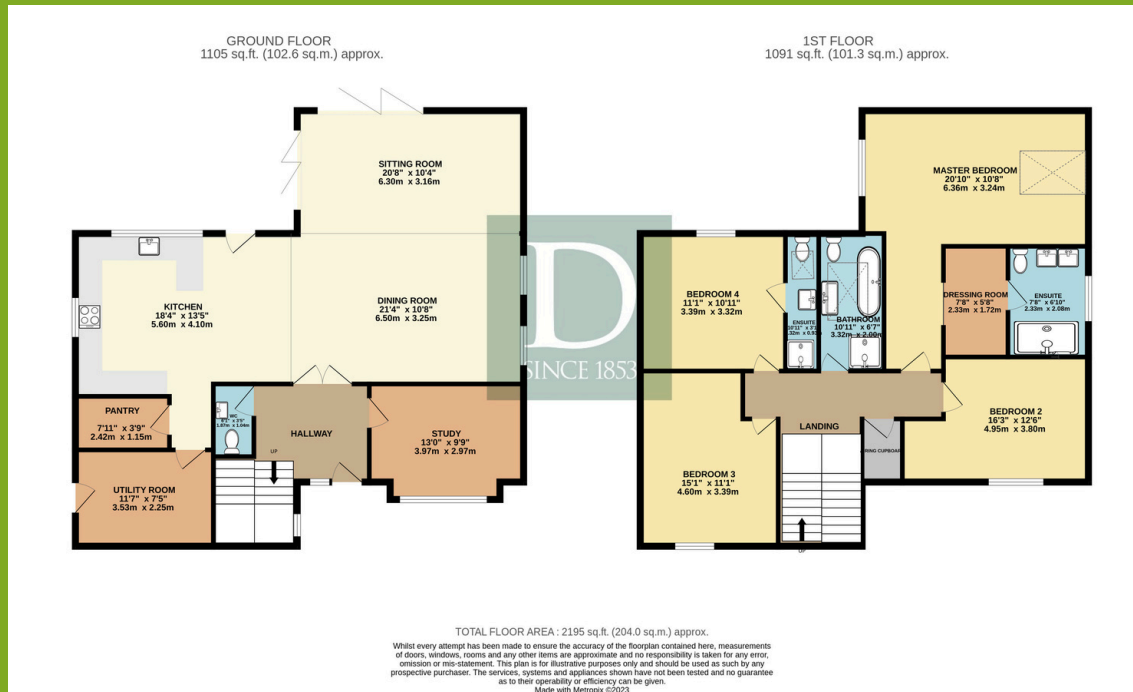 GROUND FLOOR
1105 sq.ft. (102.6 sq.m.) approx.
SITTING ROOM
20'8" x 10'4"
6.30m x 3.16m
KITCHEN
18'4" x 13'5"
5.60m x 4.10m
DINING ROOM
21'4" x 10'8"
6.50m x 3.25m
PANTRY
7'11" x 3'9"
2.42m x 1.15m
WC
HALLWAY
UP
STUDY
13'0" x 9'9"
3.97m x 2.97m
UTILITY ROOM
11'7" x 7'5"
3.53m x 2.25m
D
SINCE 1853
1ST FLOOR
1091 sq.ft. (101.3 sq.m.) approx.
MASTER BEDROOM
20'10" x 10'8"
6.36m x 3.24m
BEDROOM 4
11'1" x 10'11"
3.39m x 3.32m
ENSUITE
BATHROOM
10'11" x 6'7"
3.32m x 2.00m
DRESSING ROOM
7'8" x 5'8"
2.33m x 1.72m
ENSUITE
7'8" x 6'10"
2.33m x 2.08m
BEDROOM 2
16'3" x 12'6"
4.95m x 3.80m
LANDING
CUPBOARD
BEDROOM 3
15'1" x 11'1"
4.60m x 3.39m
UP
TOTAL FLOOR AREA : 2195 sq.ft. (204.0 sq.m.) approx.
Whilst every attempt has been made to ensure the accuracy of the floorplan contained here, measurements
of doors, windows, rooms and any other items are approximate and no responsibility is taken for any error,
omission or mis-statement. This plan is for illustrative purposes only and should be used as such by any
prospective purchaser. The services, systems and appliances shown have not been tested and no guarantee
as to their operability or efficiency can be given.
Made with Metropix ©2023